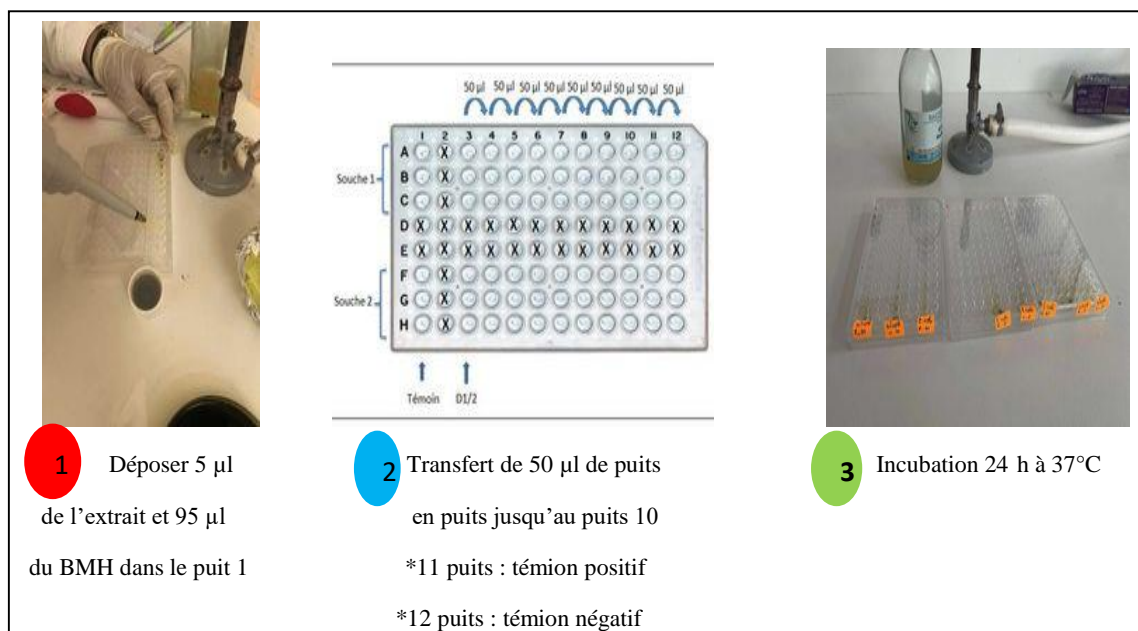 50 µl 50 µl 50 µl 50 µl 50 µl 50 µl 50 µl 50 µl 50 µl
1 2 3 4 5 6 7 8 9 10 11 12
A X
Souche 1 B X
C X
D X X X X X X X X X X X X
E X X X X X X X X X X X X
F X
Souche 2 G X
H X
Témoin D1/2
1 Déposer 5 µl
de l’extrait et 95 µl
du BMH dans le puit 1
2 Transfert de 50 µl de puits
en puits jusqu’au puits 10
*11 puits : témion positif
*12 puits : témion négatif
3 Incubation 24 h à 37°C